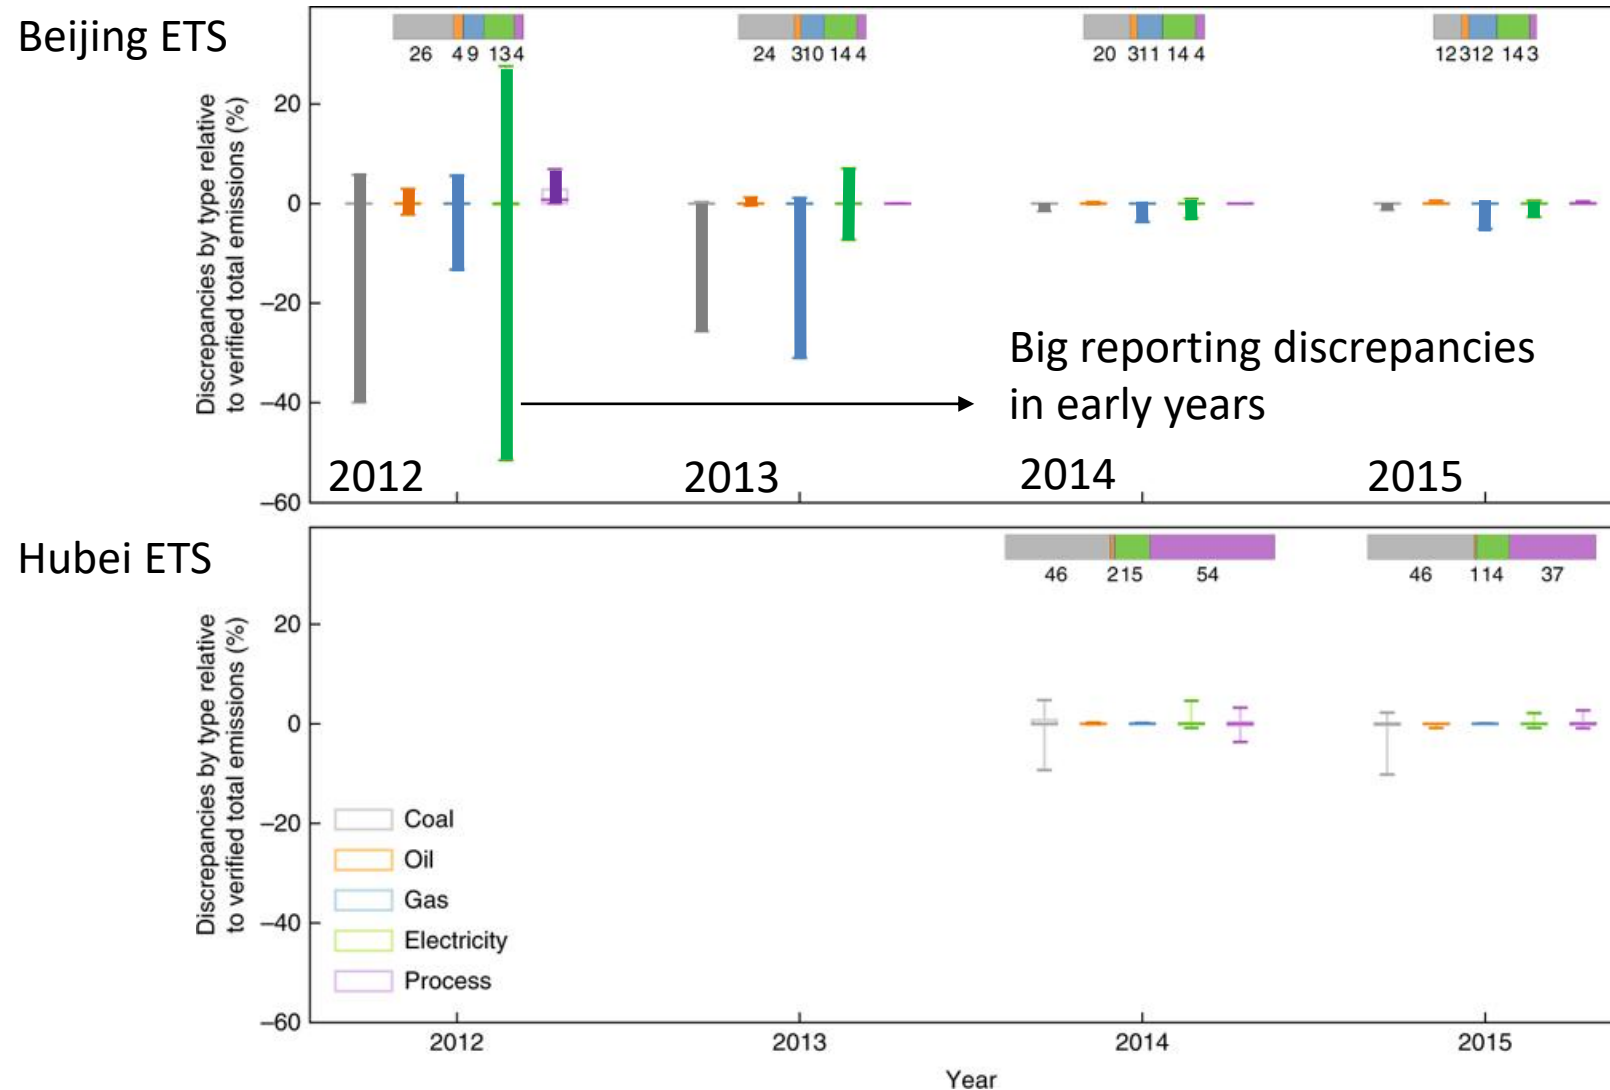 Beijing ETS
26 4 9 13 4
24 3 10 14 4
20 3 11 14 4
12 3 12 14 3
Discrepancies by type relative
to verified total emissions (%)
20
0
–20
–40
–60
Big reporting discrepancies
in early years
2012 2013 2014 2015
Hubei ETS
46 2 15 54
46 1 14 37
Discrepancies by type relative
to verified total emissions (%)
20
0
–20
–40
–60
Coal
Oil
Gas
Electricity
Process
2012 2013 2014 2015
Year